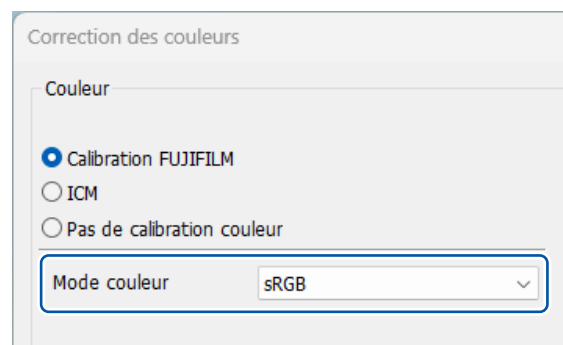 Correction des couleurs
Couleur
Calibration FUJIFILM
ICM
Pas de calibration couleur
Mode couleur sRGB